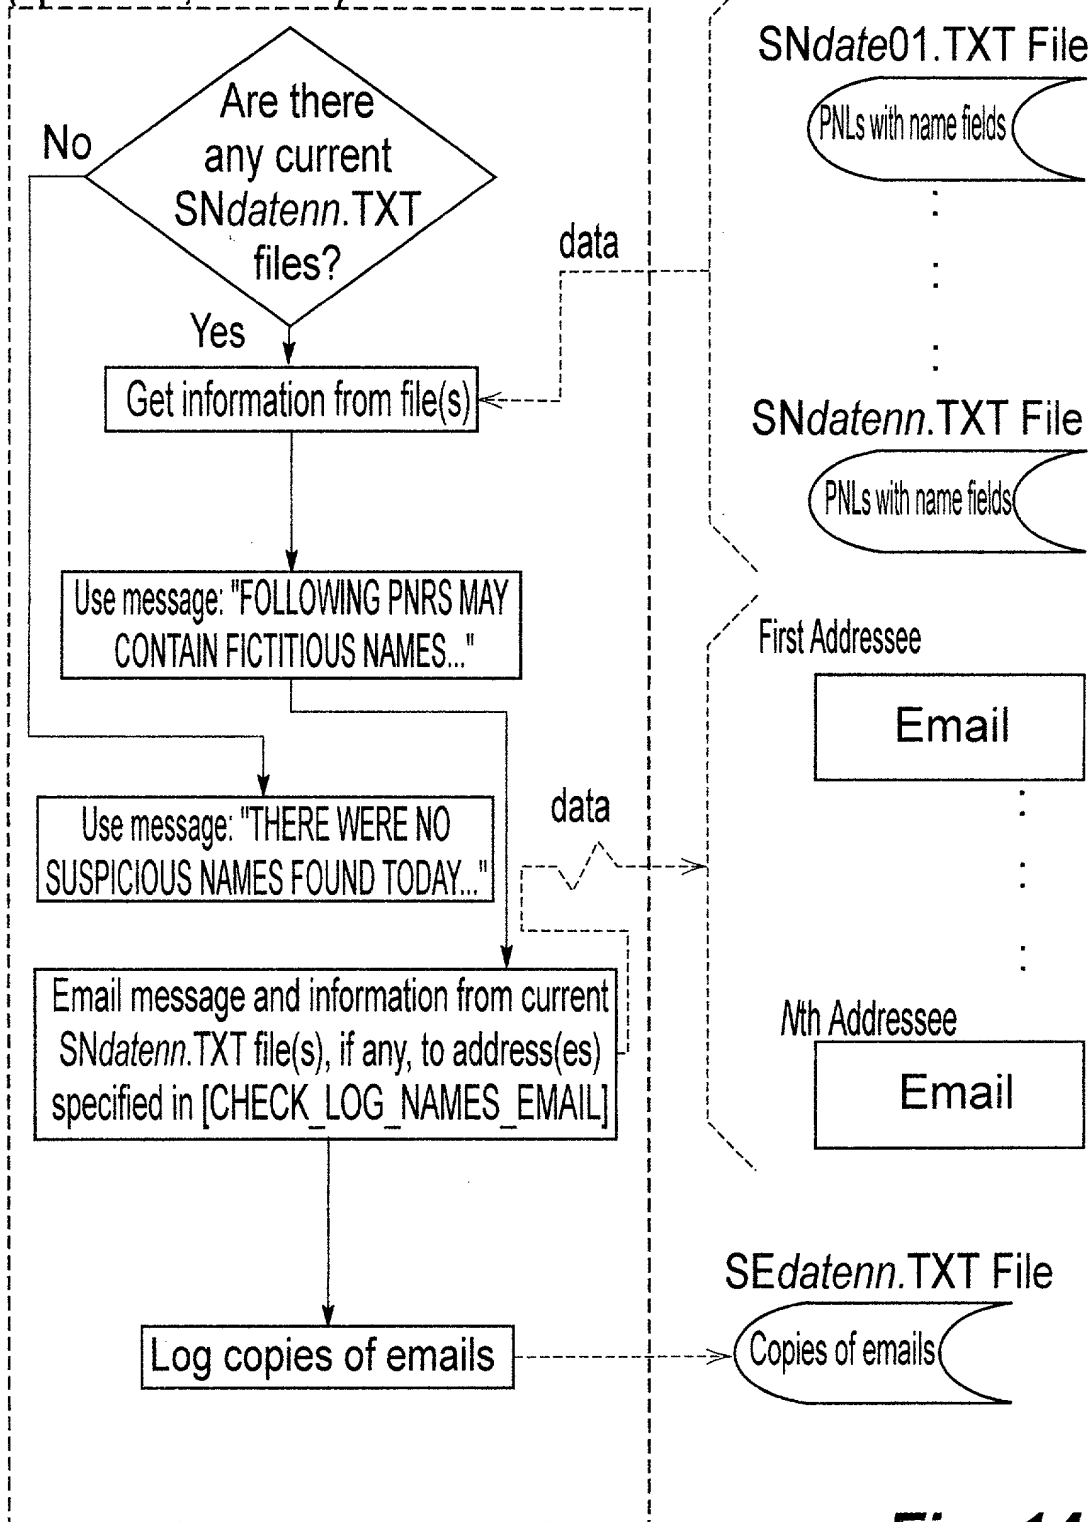 Are there
any current
SNdatenn.TXT
files?
No
Yes
data
Get information from file(s)
Use message: "FOLLOWING PNRS MAY
CONTAIN FICTITIOUS NAMES..."
Use message: "THERE WERE NO
SUSPICIOUS NAMES FOUND TODAY..."
data
Email message and information from current
SNdatenn.TXT file(s), if any, to address(es)
specified in [CHECK_LOG_NAMES_EMAIL]
Log copies of emails
SNdate01.TXT File
PNLs with name fields
SNdatenn.TXT File
PNLs with name fields
First Addressee
Email
Nth Addressee
Email
SEdatenn.TXT File
Copies of emails